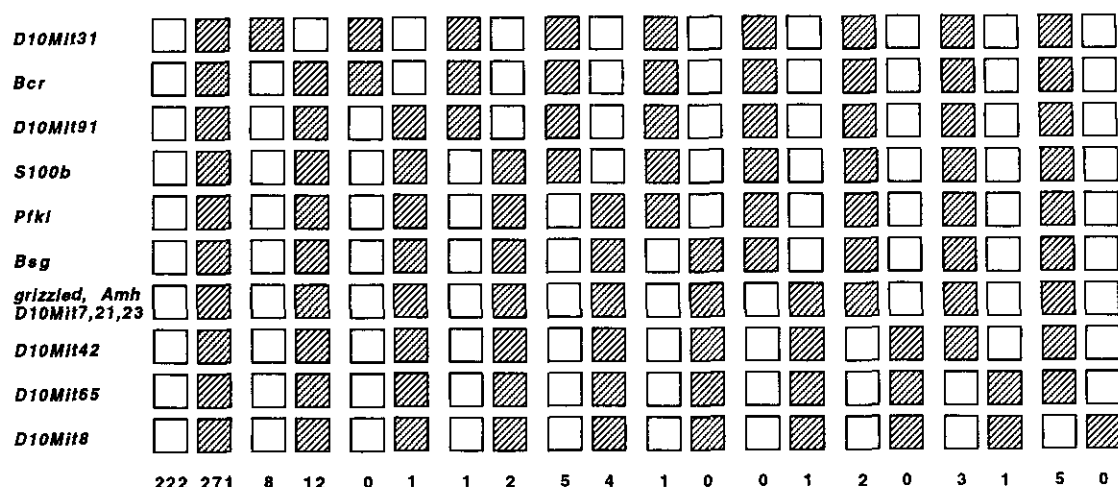 D10Mit31
Bcr
D10Mit91
S100b
Pfkl
Bsg
grizzled, Amh
D10Mit7,21,23
D10Mit42
D10Mit65
D10Mit8
222 271 8 12 0 1 1 2 5 4 1 0 0 1 2 0 3 1 5 0